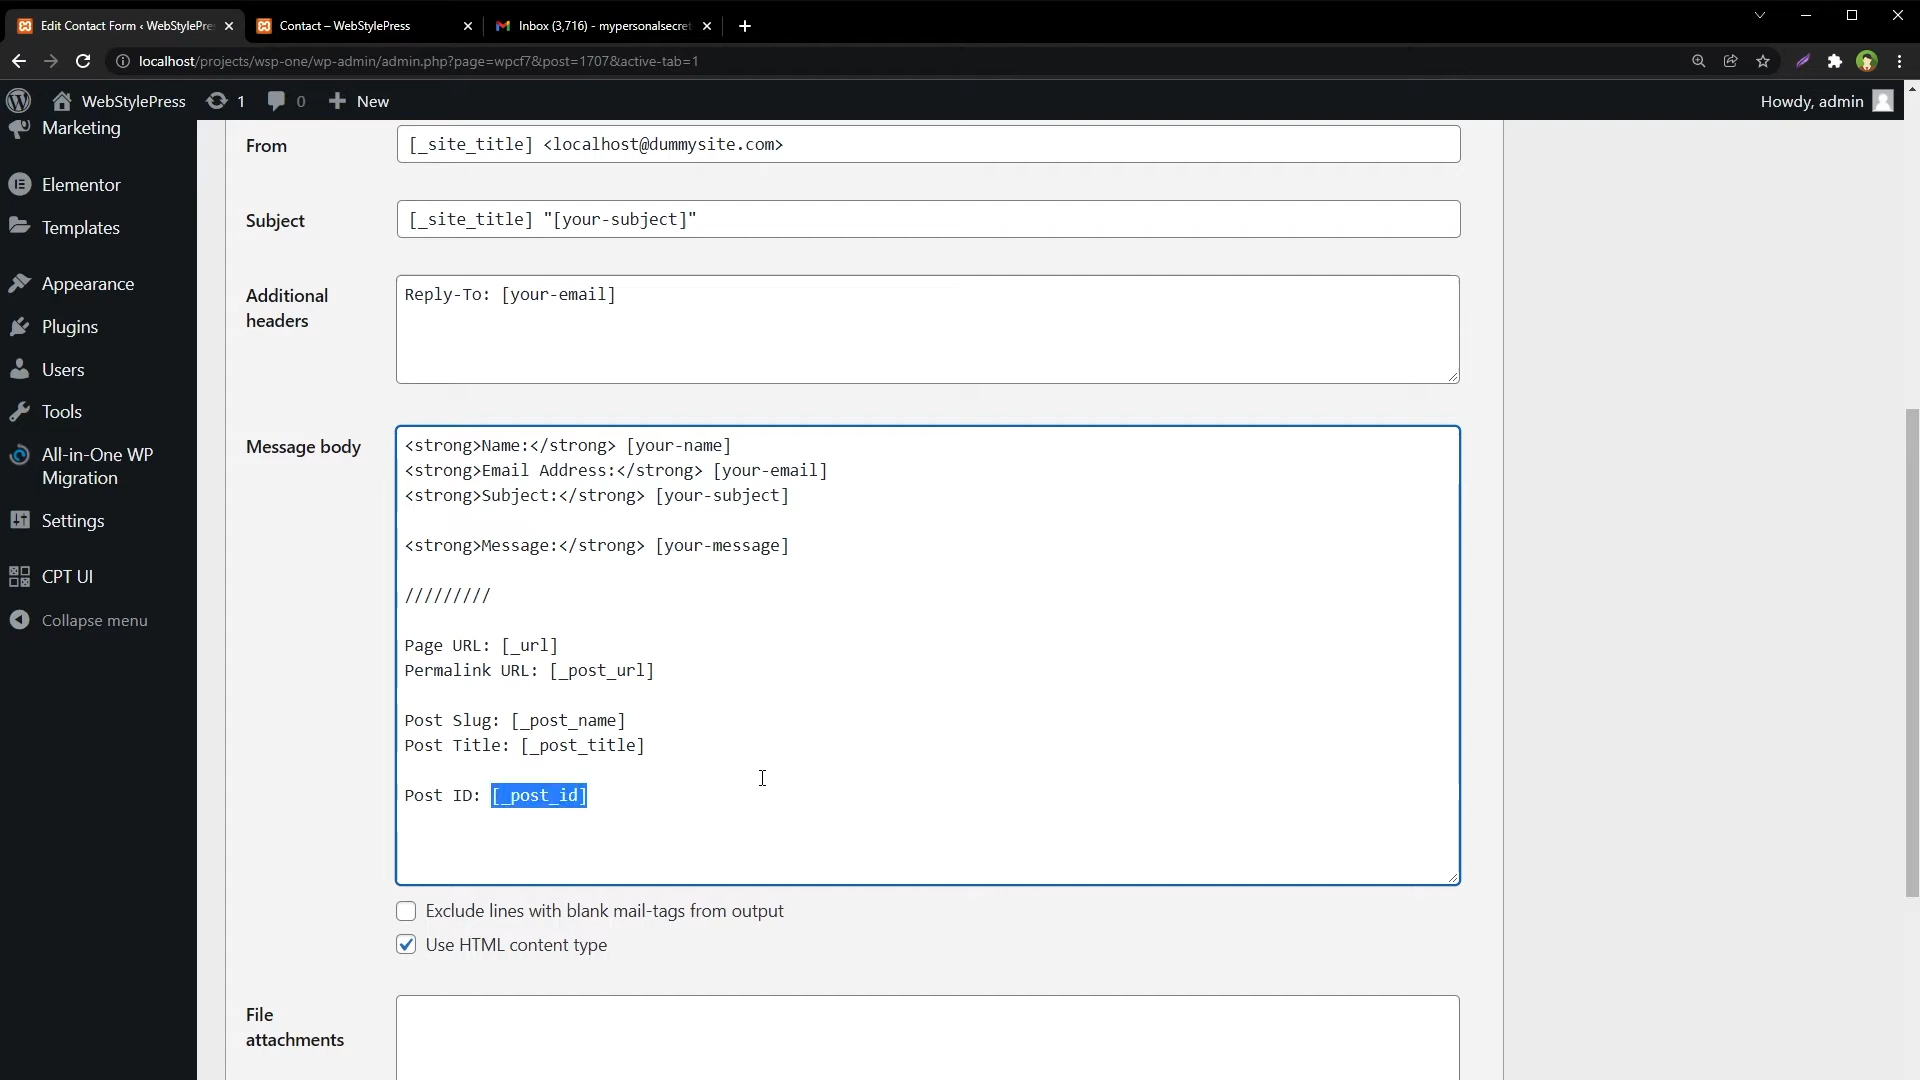 Edit Contact Form ‹ WebStylePre
Contact – WebStylePress
Inbox (3,716) - mypersonalsecret
localhost/projects/wsp-one/wp-admin/admin.php?page=wpcf7&post=1707&active-tab=1
WebStylePress
1
0
New
Howdy, admin
Marketing
Elementor
Templates
Appearance
Plugins
Users
Tools
All-in-One WP
Migration
Settings
CPT UI
Collapse menu
From
[_site_title] <localhost@dummysite.com>
Subject
[_site_title] "[your-subject]"
Additional
headers
Reply-To: [your-email]
Message body
<strong>Name:</strong> [your-name]
<strong>Email Address:</strong> [your-email]
<strong>Subject:</strong> [your-subject]
<strong>Message:</strong> [your-message]
/////////
Page URL: [_url]
Permalink URL: [_post_url]
Post Slug: [_post_name]
Post Title: [_post_title]
Post ID: [_post_id]
Exclude lines with blank mail-tags from output
Use HTML content type
File
attachments